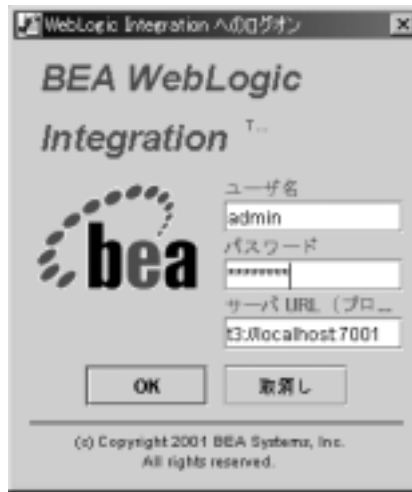 WebLogic Integration へのログオン
BEA WebLogic
Integration T...
ユーザ名
admin
パスワード
********
サーバ URL (プロ...
t3://localhost:7001
bea
OK
取消し
(c) Copyright 2001 BEA Systems, Inc.
All rights reserved.